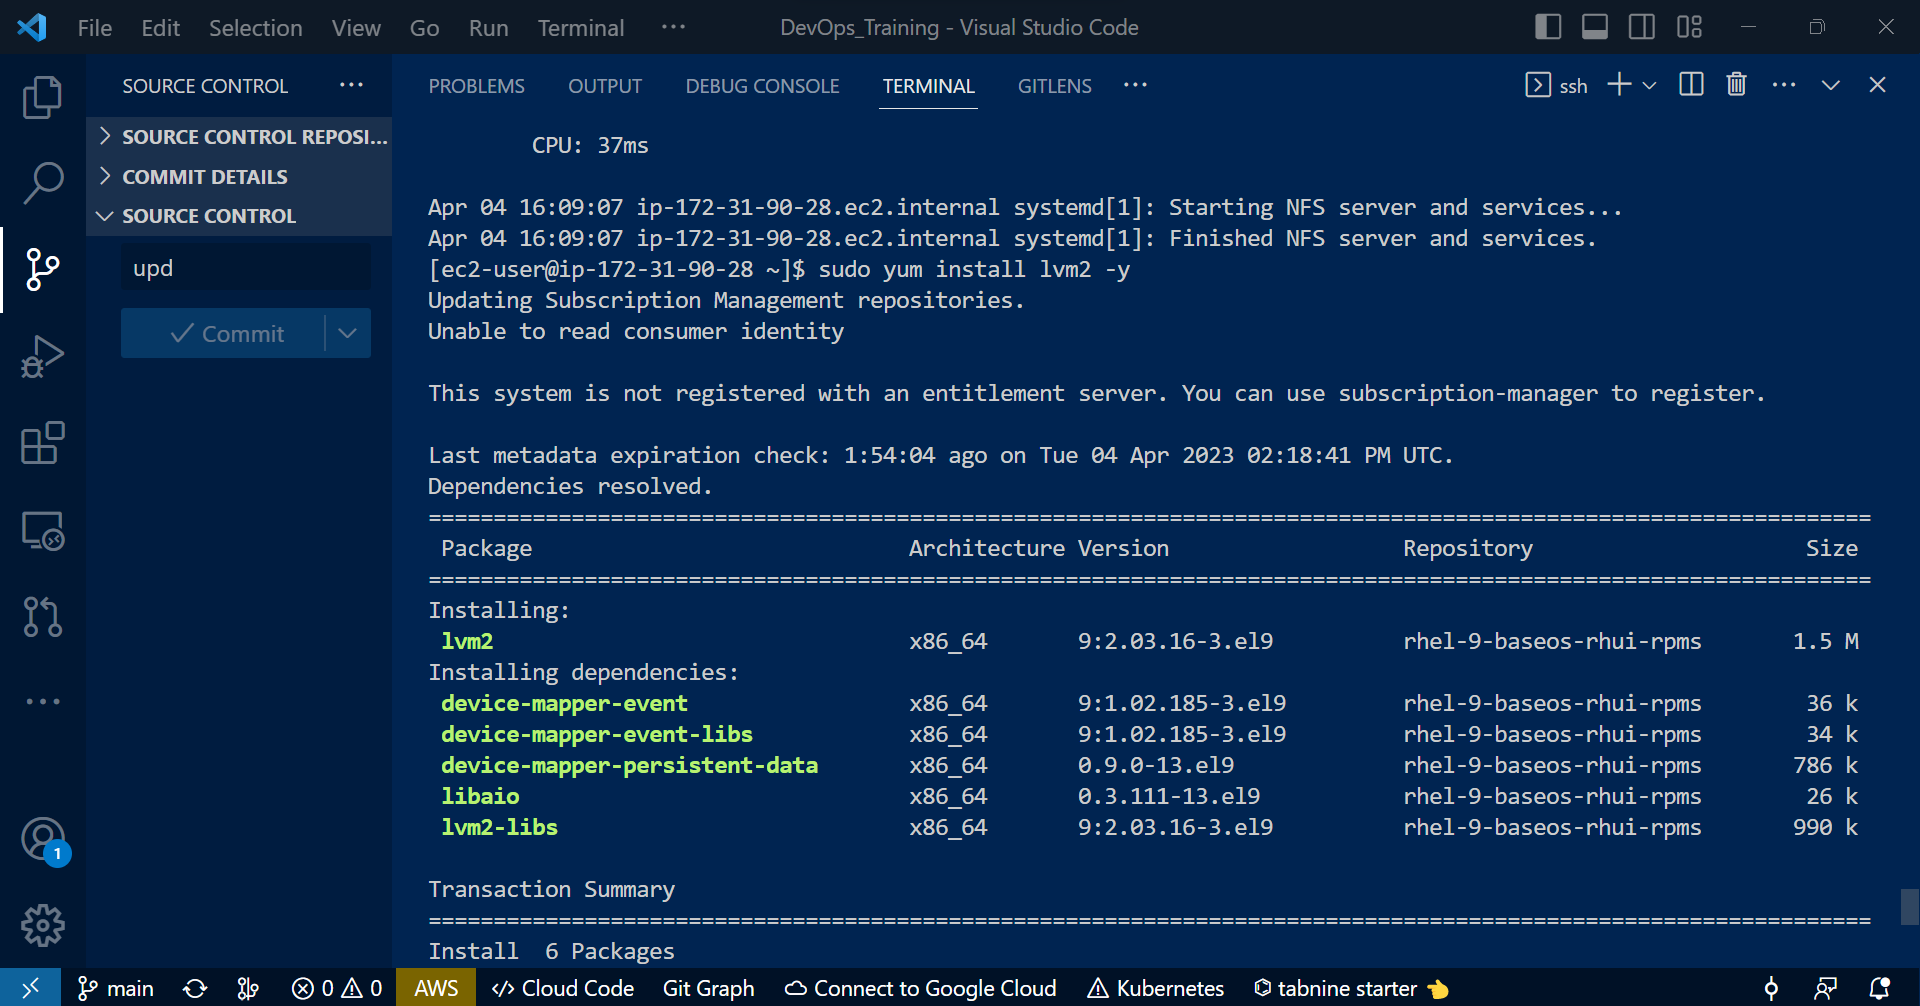 File Edit Selection View Go Run Terminal ··· DevOps_Training - Visual Studio Code
SOURCE CONTROL ···
SOURCE CONTROL REPOSI...
COMMIT DETAILS
SOURCE CONTROL
upd
Commit
1
PROBLEMS OUTPUT DEBUG CONSOLE TERMINAL GITLENS ··· ssh
CPU: 37ms
Apr 04 16:09:07 ip-172-31-90-28.ec2.internal systemd[1]: Starting NFS server and services...
Apr 04 16:09:07 ip-172-31-90-28.ec2.internal systemd[1]: Finished NFS server and services.
[ec2-user@ip-172-31-90-28 ~]$ sudo yum install lvm2 -y
Updating Subscription Management repositories.
Unable to read consumer identity
This system is not registered with an entitlement server. You can use subscription-manager to register.
Last metadata expiration check: 1:54:04 ago on Tue 04 Apr 2023 02:18:41 PM UTC.
Dependencies resolved.
===============================================================================================================
Package Architecture Version Repository Size
===============================================================================================================
Installing:
lvm2 x86_64 9:2.03.16-3.el9 rhel-9-baseos-rhui-rpms 1.5 M
Installing dependencies:
device-mapper-event x86_64 9:1.02.185-3.el9 rhel-9-baseos-rhui-rpms 36 k
device-mapper-event-libs x86_64 9:1.02.185-3.el9 rhel-9-baseos-rhui-rpms 34 k
device-mapper-persistent-data x86_64 0.9.0-13.el9 rhel-9-baseos-rhui-rpms 786 k
libaio x86_64 0.3.111-13.el9 rhel-9-baseos-rhui-rpms 26 k
lvm2-libs x86_64 9:2.03.16-3.el9 rhel-9-baseos-rhui-rpms 990 k
Transaction Summary
===============================================================================================================
Install 6 Packages
main 0 0 AWS Cloud Code Git Graph Connect to Google Cloud Kubernetes tabnine starter 👈